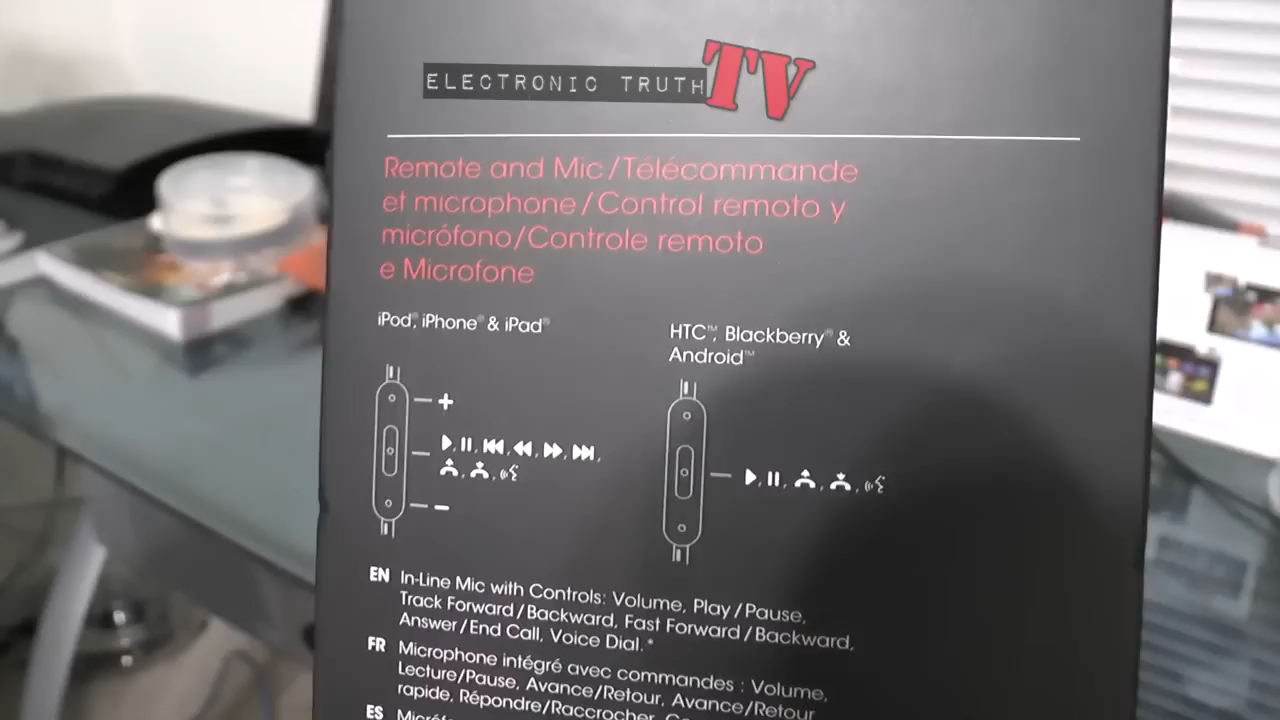 ELECTRONIC TRUTH TV
Remote and Mic/Télécommande
et microphone/Control remoto y
micrófono/Controle remoto
e Microfone
iPod®, iPhone® & iPad®
HTC™, Blackberry® &
Android™
EN In-Line Mic with Controls: Volume, Play/Pause,
Track Forward/Backward, Fast Forward/Backward,
Answer/End Call, Voice Dial.*
FR Microphone intégré avec commandes : Volume,
Lecture/Pause, Avance/Retour, Avance/Retour
rapide, Répondre/Raccrocher,
ES